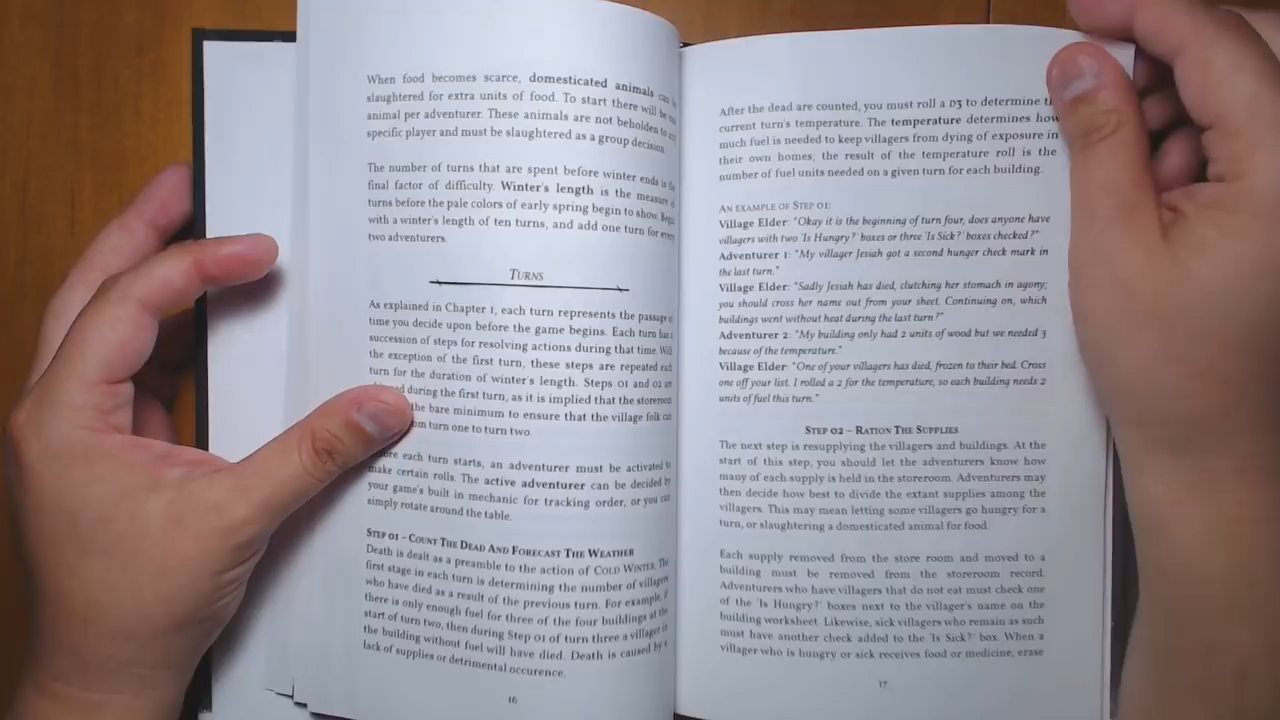 When food becomes scarce, domesticated animals can be
slaughtered for extra units of food. To start there will be one
animal per adventurer. These animals are not beholden to any
specific player and must be slaughtered as a group decision.
The number of turns that are spent before winter ends is the
final factor of difficulty. Winter's length is the measure of
turns before the pale colors of early spring begin to show. Begin
with a winter's length of ten turns, and add one turn for every
two adventurers.
Turns
As explained in Chapter 1, each turn represents the passage of
time you decide upon before the game begins. Each turn has a
succession of steps for resolving actions during that time. With
the exception of the first turn, these steps are repeated each
turn for the duration of winter's length. Steps 01 and 02 are
during the first turn, as it is implied that the storeroom
the bare minimum to ensure that the village folk can
turn one to turn two.
each turn starts, an adventurer must be activated to
make certain rolls. The active adventurer can be decided by
your game's built in mechanic for tracking order, or you can
simply rotate around the table.
Step 01 – Count The Dead And Forecast The Weather
Death is dealt as a preamble to the action of Cold Winter. The
first stage in each turn is determining the number of villagers
who have died as a result of the previous turn. For example, if
there is only enough fuel for three of the four buildings at the
start of turn two, then during Step 01 of turn three a villager in
the building without fuel will have died. Death is caused by a
lack of supplies or detrimental occurence.
16
After the dead are counted, you must roll a D3 to determine the
current turn's temperature. The temperature determines how
much fuel is needed to keep villagers from dying of exposure in
their own homes; the result of the temperature roll is the
number of fuel units needed on a given turn for each building.
An example of Step 01:
Village Elder: "Okay it is the beginning of turn four, does anyone have
villagers with two 'Is Hungry?' boxes or three 'Is Sick?' boxes checked?"
Adventurer 1: "My villager Jesiah got a second hunger check mark in
the last turn."
Village Elder: "Sadly Jesiah has died, clutching her stomach in agony;
you should cross her name out from your sheet. Continuing on, which
buildings went without heat during the last turn?"
Adventurer 2: "My building only had 2 units of wood but we needed 3
because of the temperature."
Village Elder: "One of your villagers has died, frozen to their bed. Cross
one off your list. I rolled a 2 for the temperature, so each building needs 2
units of fuel this turn."
Step 02 – Ration The Supplies
The next step is resupplying the villagers and buildings. At the
start of this step, you should let the adventurers know how
many of each supply is held in the storeroom. Adventurers may
then decide how best to divide the extant supplies among the
villagers. This may mean letting some villagers go hungry for a
turn, or slaughtering a domesticated animal for food.
Each supply removed from the store room and moved to a
building must be removed from the storeroom record.
Adventurers who have villagers that do not eat must check one
of the 'Is Hungry?' boxes next to the villager's name on the
building worksheet. Likewise, sick villagers who remain as such
must have another check added to the 'Is Sick?' box. When a
villager who is hungry or sick receives food or medicine, erase
17